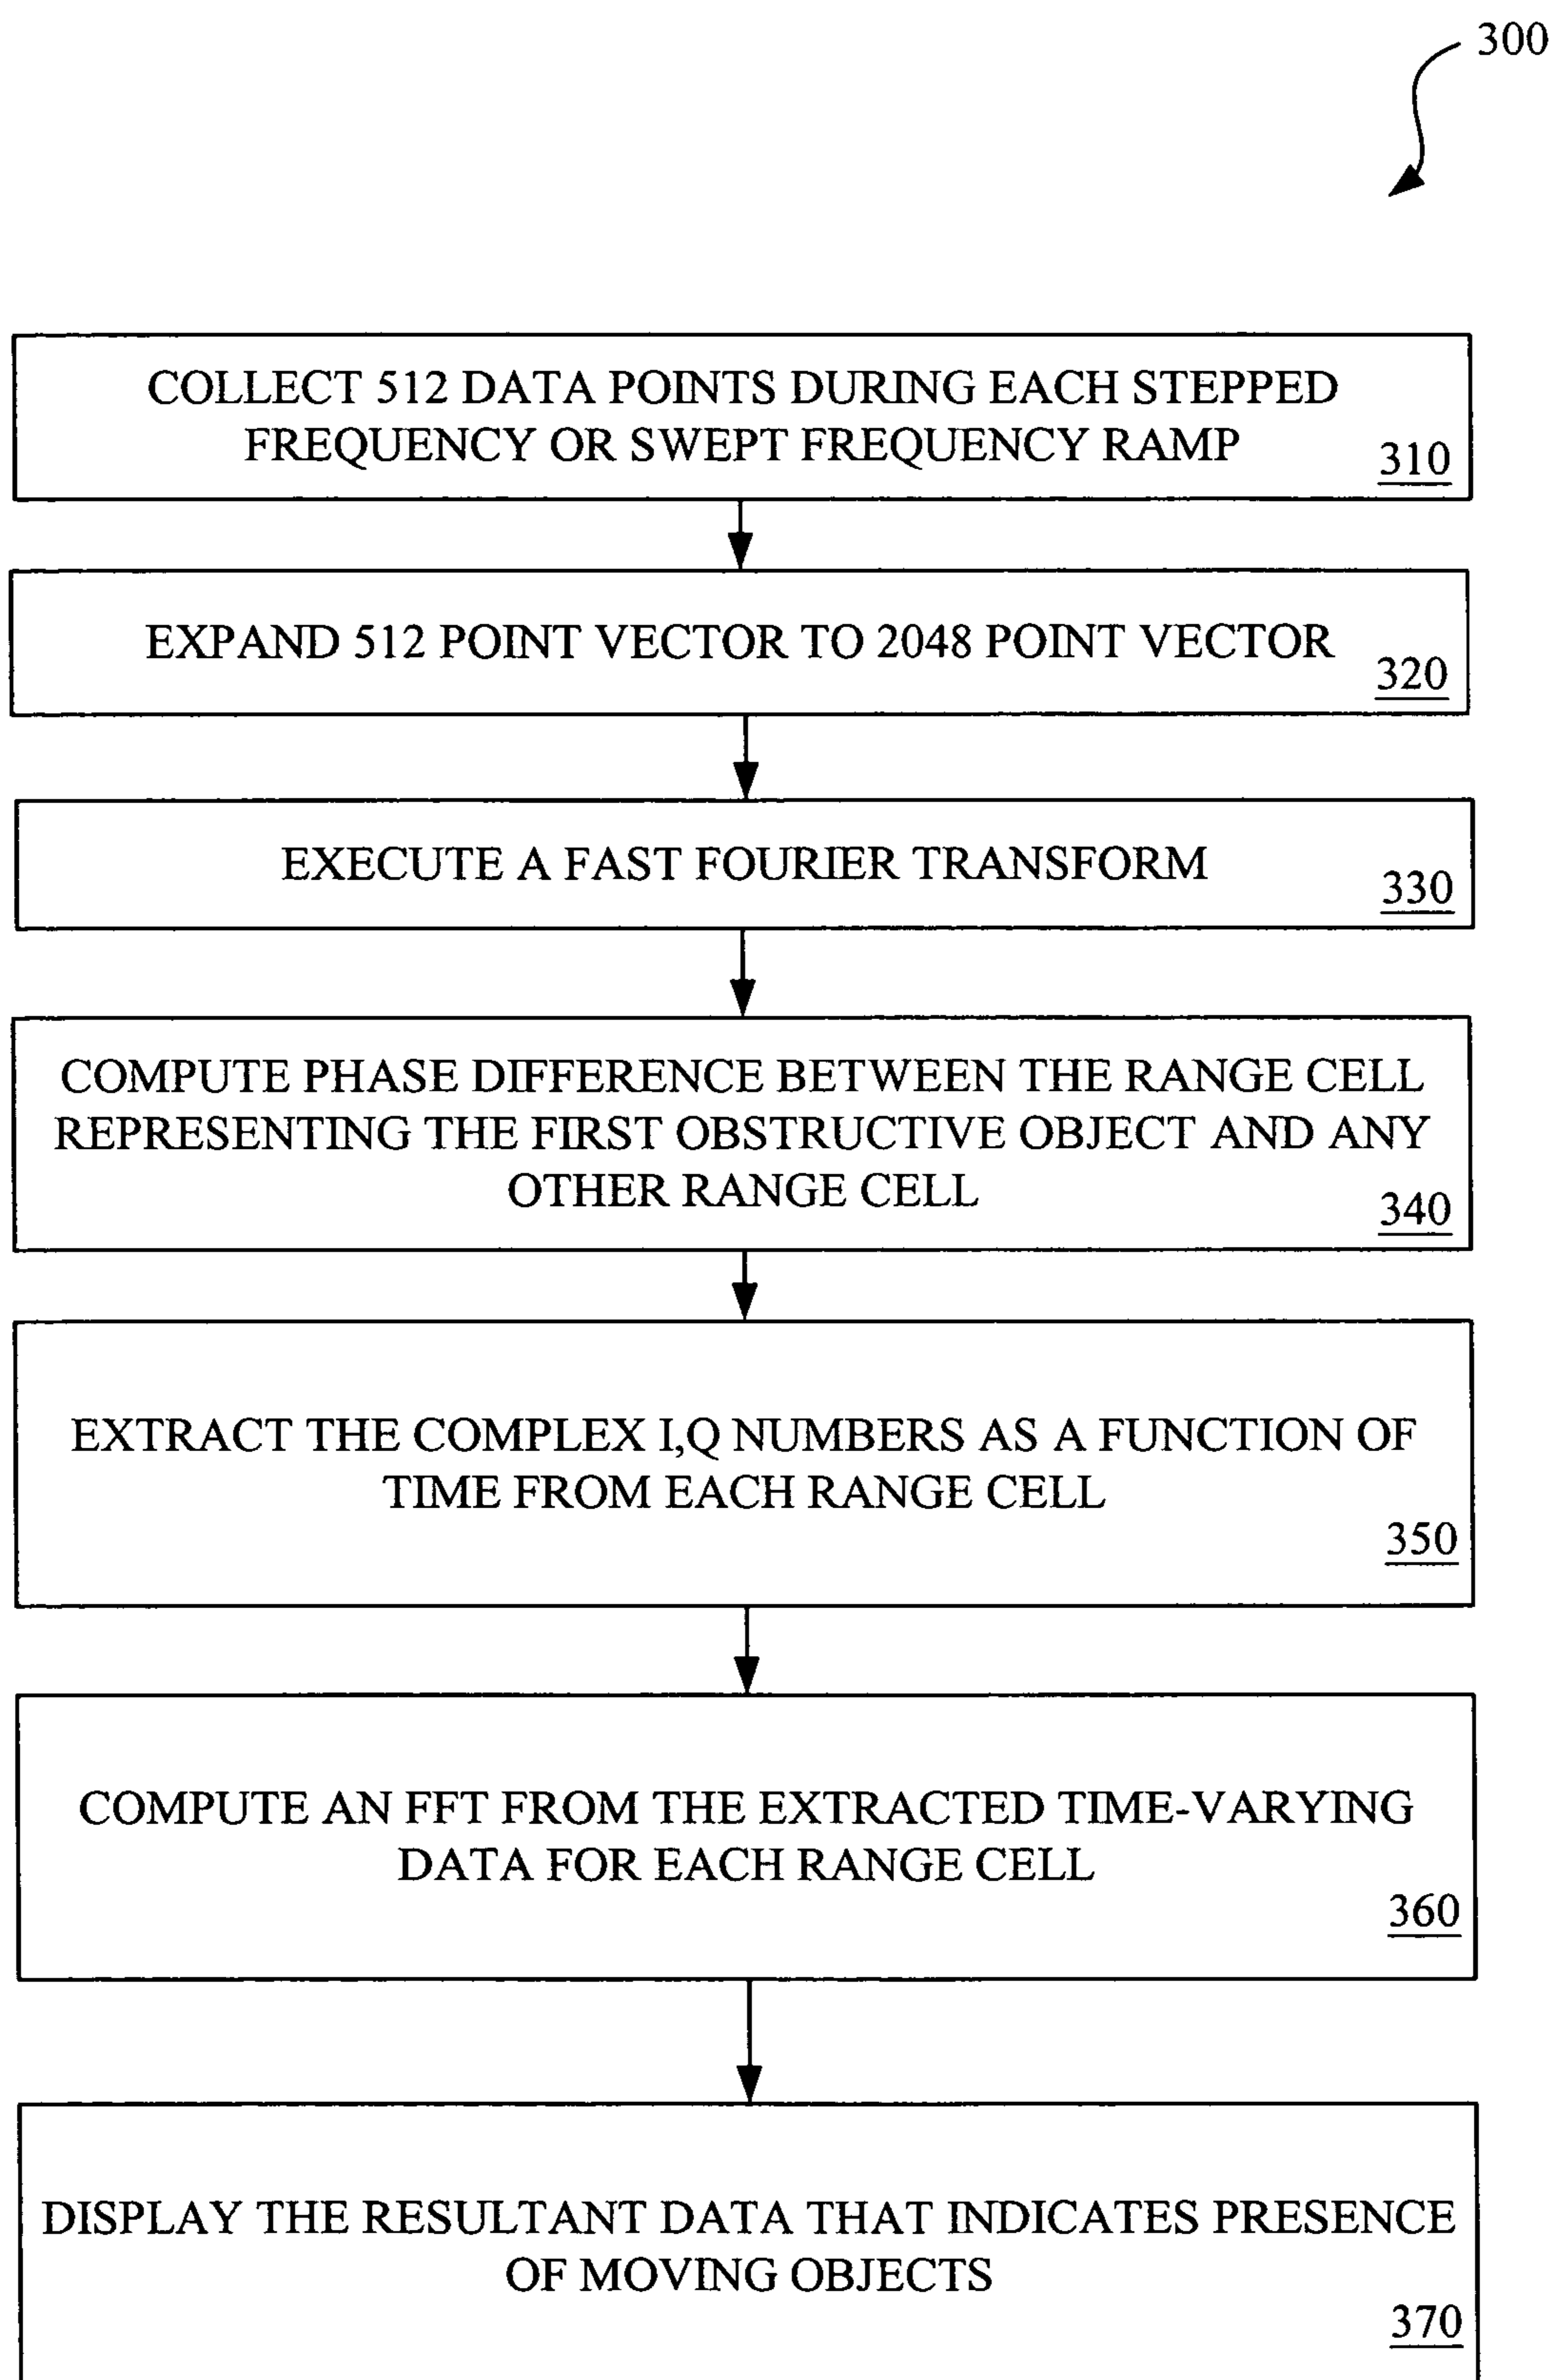 300
COLLECT 512 DATA POINTS DURING EACH STEPPED
FREQUENCY OR SWEPT FREQUENCY RAMP
310
EXPAND 512 POINT VECTOR TO 2048 POINT VECTOR
320
EXECUTE A FAST FOURIER TRANSFORM
330
COMPUTE PHASE DIFFERENCE BETWEEN THE RANGE CELL
REPRESENTING THE FIRST OBSTRUCTIVE OBJECT AND ANY
OTHER RANGE CELL
340
EXTRACT THE COMPLEX I,Q NUMBERS AS A FUNCTION OF
TIME FROM EACH RANGE CELL
350
COMPUTE AN FFT FROM THE EXTRACTED TIME-VARYING
DATA FOR EACH RANGE CELL
360
DISPLAY THE RESULTANT DATA THAT INDICATES PRESENCE
OF MOVING OBJECTS
370